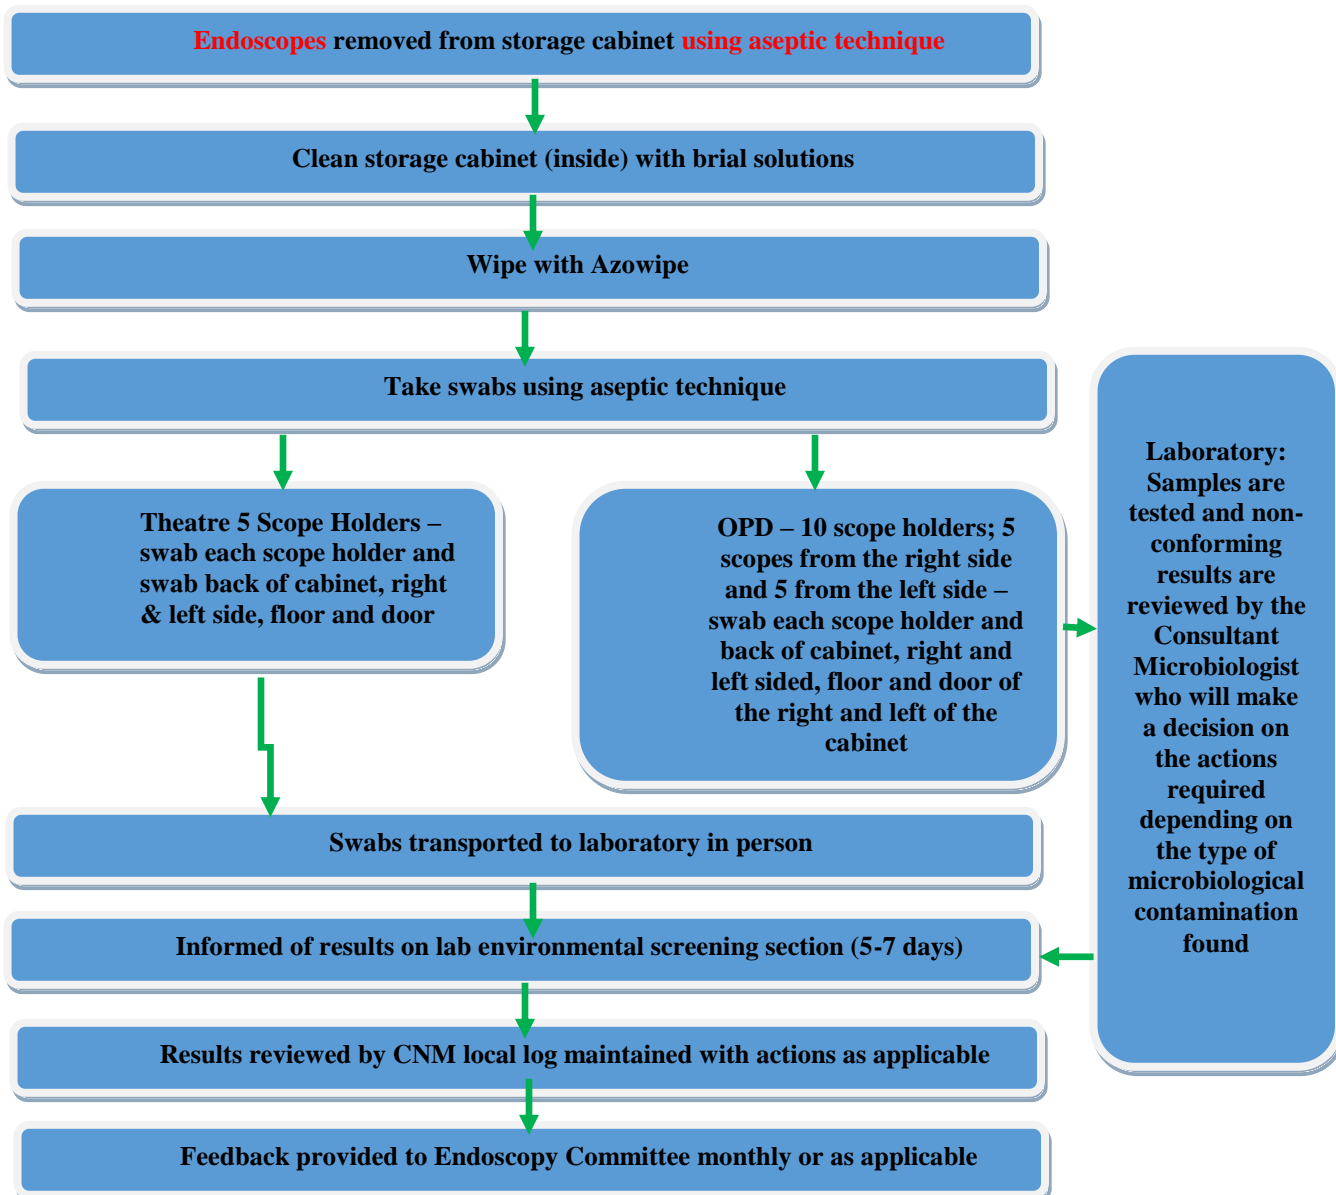 Endoscopes removed from storage cabinet using aseptic technique
Clean storage cabinet (inside) with brial solutions
Wipe with Azowipe
Take swabs using aseptic technique
Theatre 5 Scope Holders –
swab each scope holder and
swab back of cabinet, right
& left side, floor and door
OPD – 10 scope holders; 5
scopes from the right side
and 5 from the left side –
swab each scope holder and
back of cabinet, right and
left sided, floor and door of
the right and left of the
cabinet
Laboratory:
Samples are
tested and non-
conforming
results are
reviewed by the
Consultant
Microbiologist
who will make
a decision on
the actions
required
depending on
the type of
microbiological
contamination
found
Swabs transported to laboratory in person
Informed of results on lab environmental screening section (5-7 days)
Results reviewed by CNM local log maintained with actions as applicable
Feedback provided to Endoscopy Committee monthly or as applicable